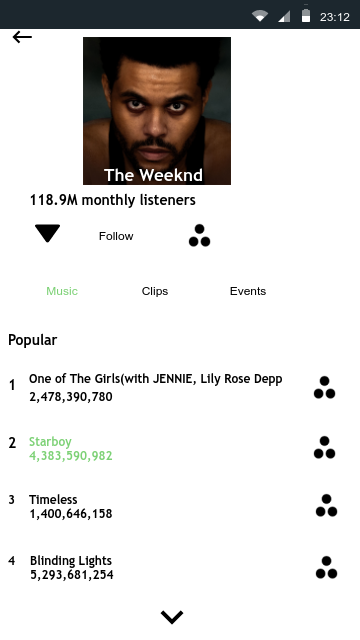 23:12
The Weeknd
118.9M monthly listeners
Follow
Music Clips Events
Popular
1 One of The Girls(with JENNIE, Lily Rose Depp
2,478,390,780
2 Starboy
4,383,590,982
3 Timeless
1,400,646,158
4 Blinding Lights
5,293,681,254